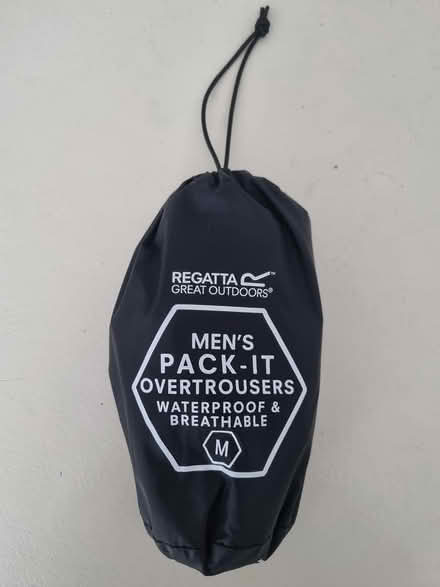 REGATTA
GREAT OUTDOORS®
MEN'S
PACK-IT
OVERTROUSERS
WATERPROOF &
BREATHABLE
M